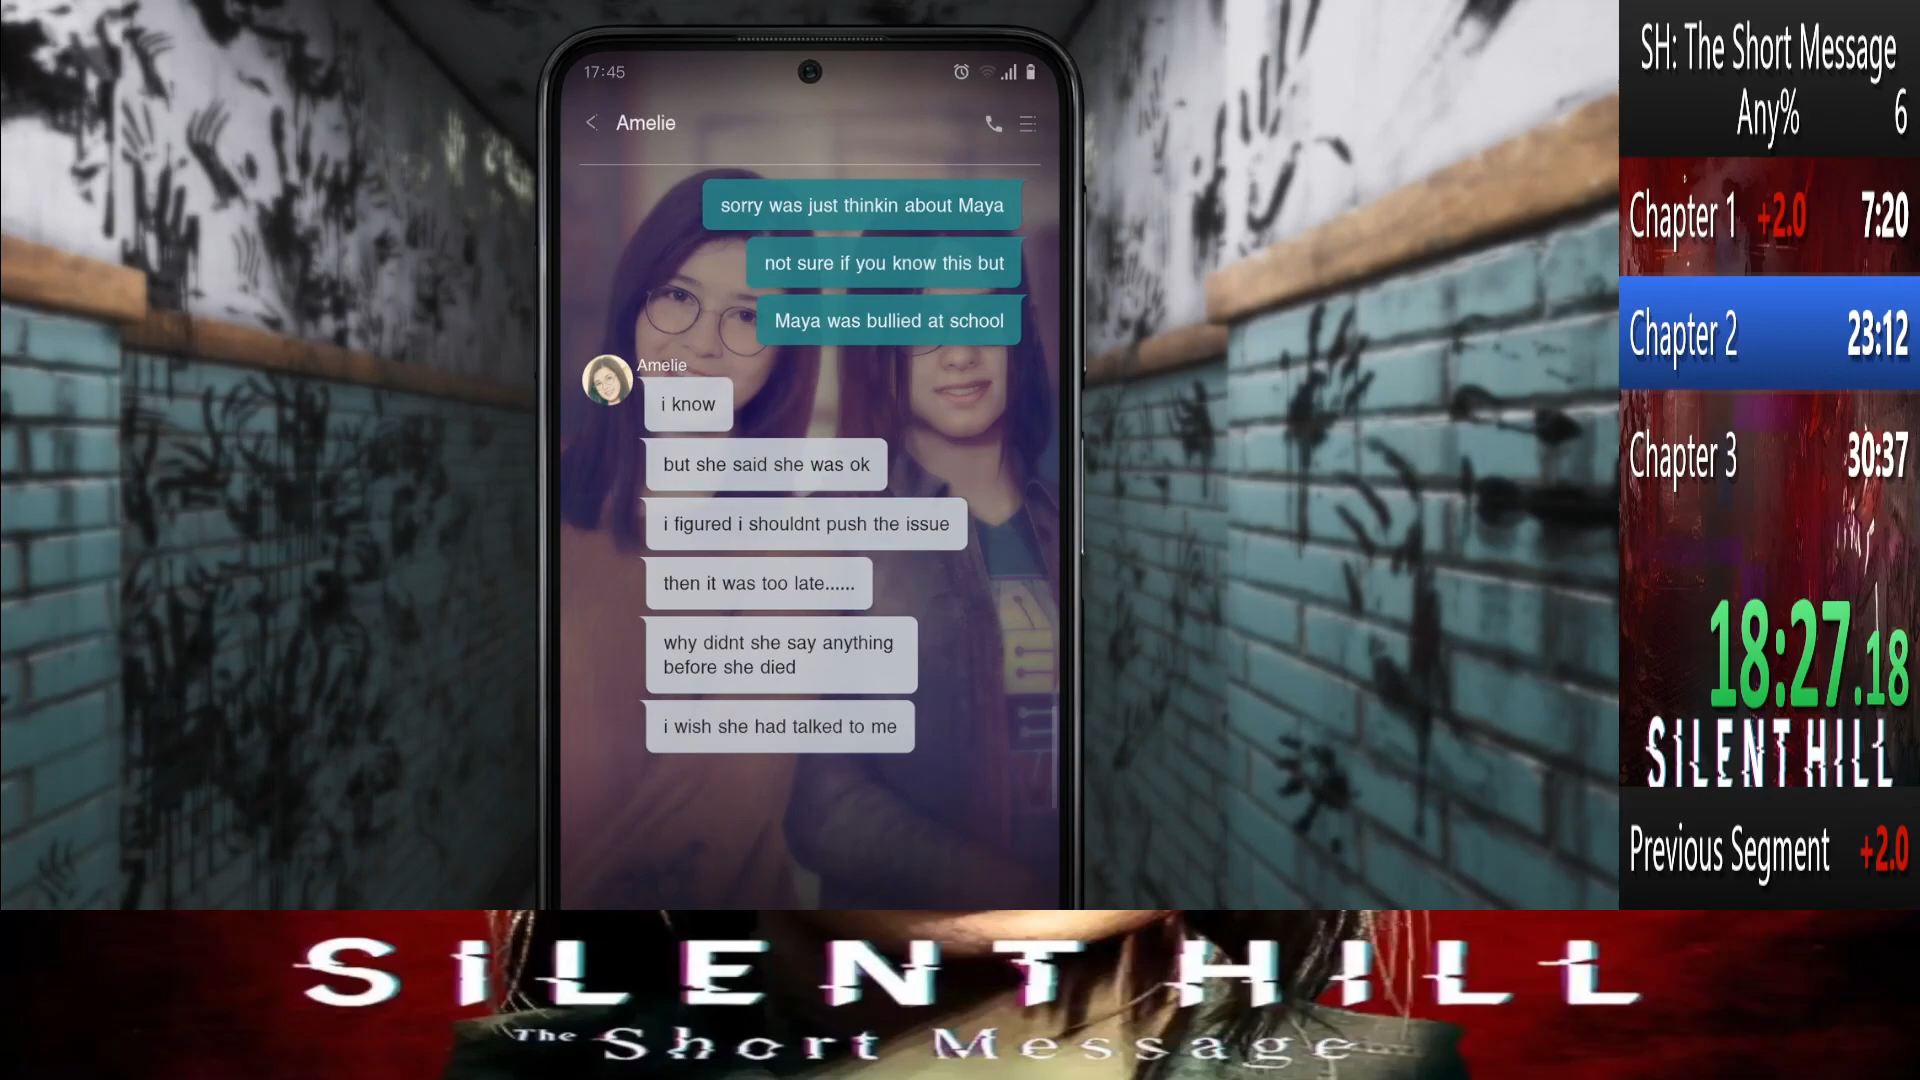 17:45
Amelie
sorry was just thinkin about Maya
not sure if you know this but
Maya was bullied at school
Amelie
i know
but she said she was ok
i figured i shouldnt push the issue
then it was too late......
why didnt she say anything
before she died
i wish she had talked to me
SH: The Short Message
Any% 6
Chapter 1 +2.0 7:20
Chapter 2 23:12
Chapter 3 30:37
18:27.18
SILENT HILL
Previous Segment +2.0
SILENT HILL
The Short Message